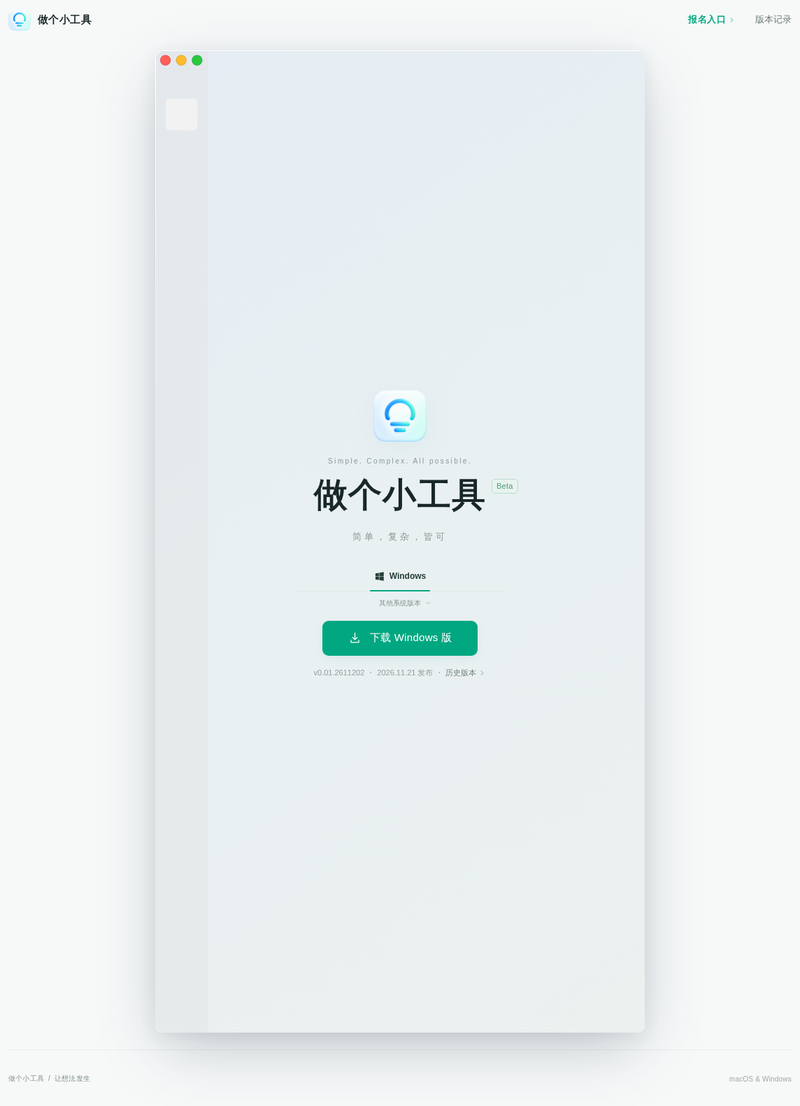 做个小工具
报名入口
版本记录
Simple. Complex. All possible.
做个小工具 Beta
简单，复杂，皆可
Windows
其他系统版本
下载 Windows 版
v0.01.2611202 · 2026.11.21 发布 · 历史版本
做个小工具 / 让想法发生
macOS & Windows